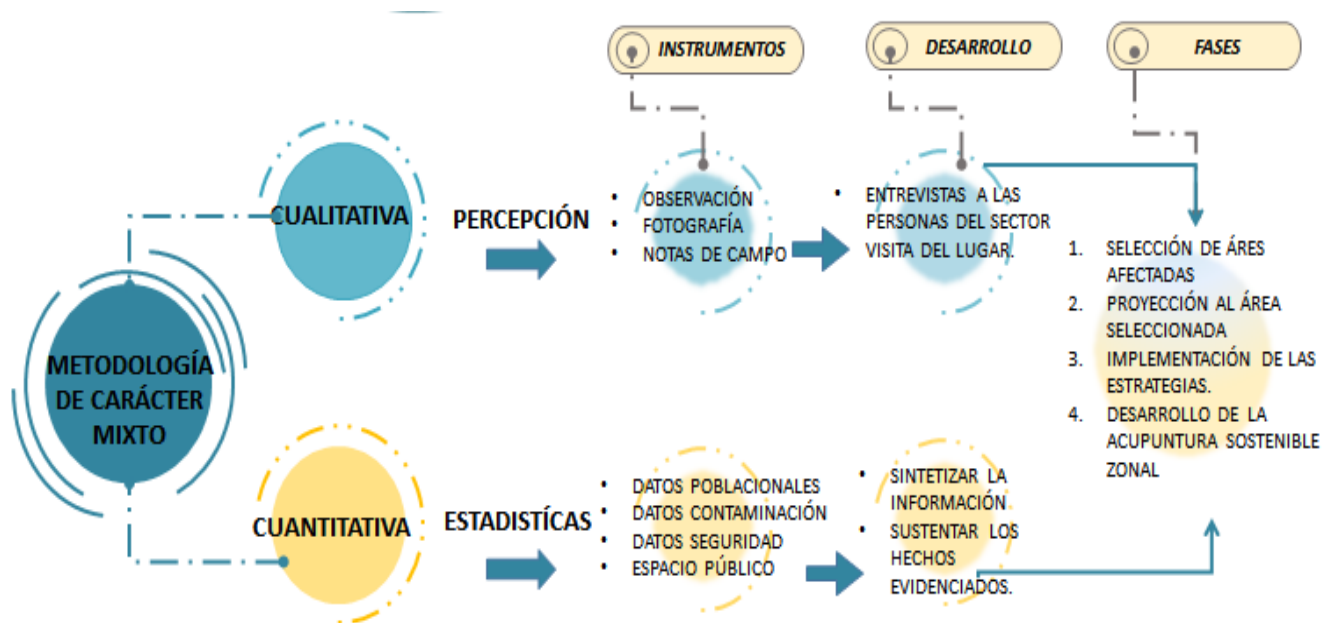 INSTRUMENTOS
DESARROLLO
FASES
METODOLOGÍA
DE CARÁCTER
MIXTO
CUALITATIVA
PERCEPCIÓN
• OBSERVACIÓN
• FOTOGRAFÍA
• NOTAS DE CAMPO
• ENTREVISTAS A LAS
PERSONAS DEL SECTOR
VISITA DEL LUGAR.
CUANTITATIVA
ESTADISTÍCAS
• DATOS POBLACIONALES
• DATOS CONTAMINACIÓN
• DATOS SEGURIDAD
• ESPACIO PÚBLICO
• SINTETIZAR LA
INFORMACIÓN
• SUSTENTAR LOS
HECHOS
EVIDENCIADOS.
1. SELECCIÓN DE ÁRES
AFECTADAS
2. PROYECCIÓN AL ÁREA
SELECCIONADA
3. IMPLEMENTACIÓN DE LAS
ESTRATEGIAS.
4. DESARROLLO DE LA
ACUPUNTURA SOSTENIBLE
ZONAL